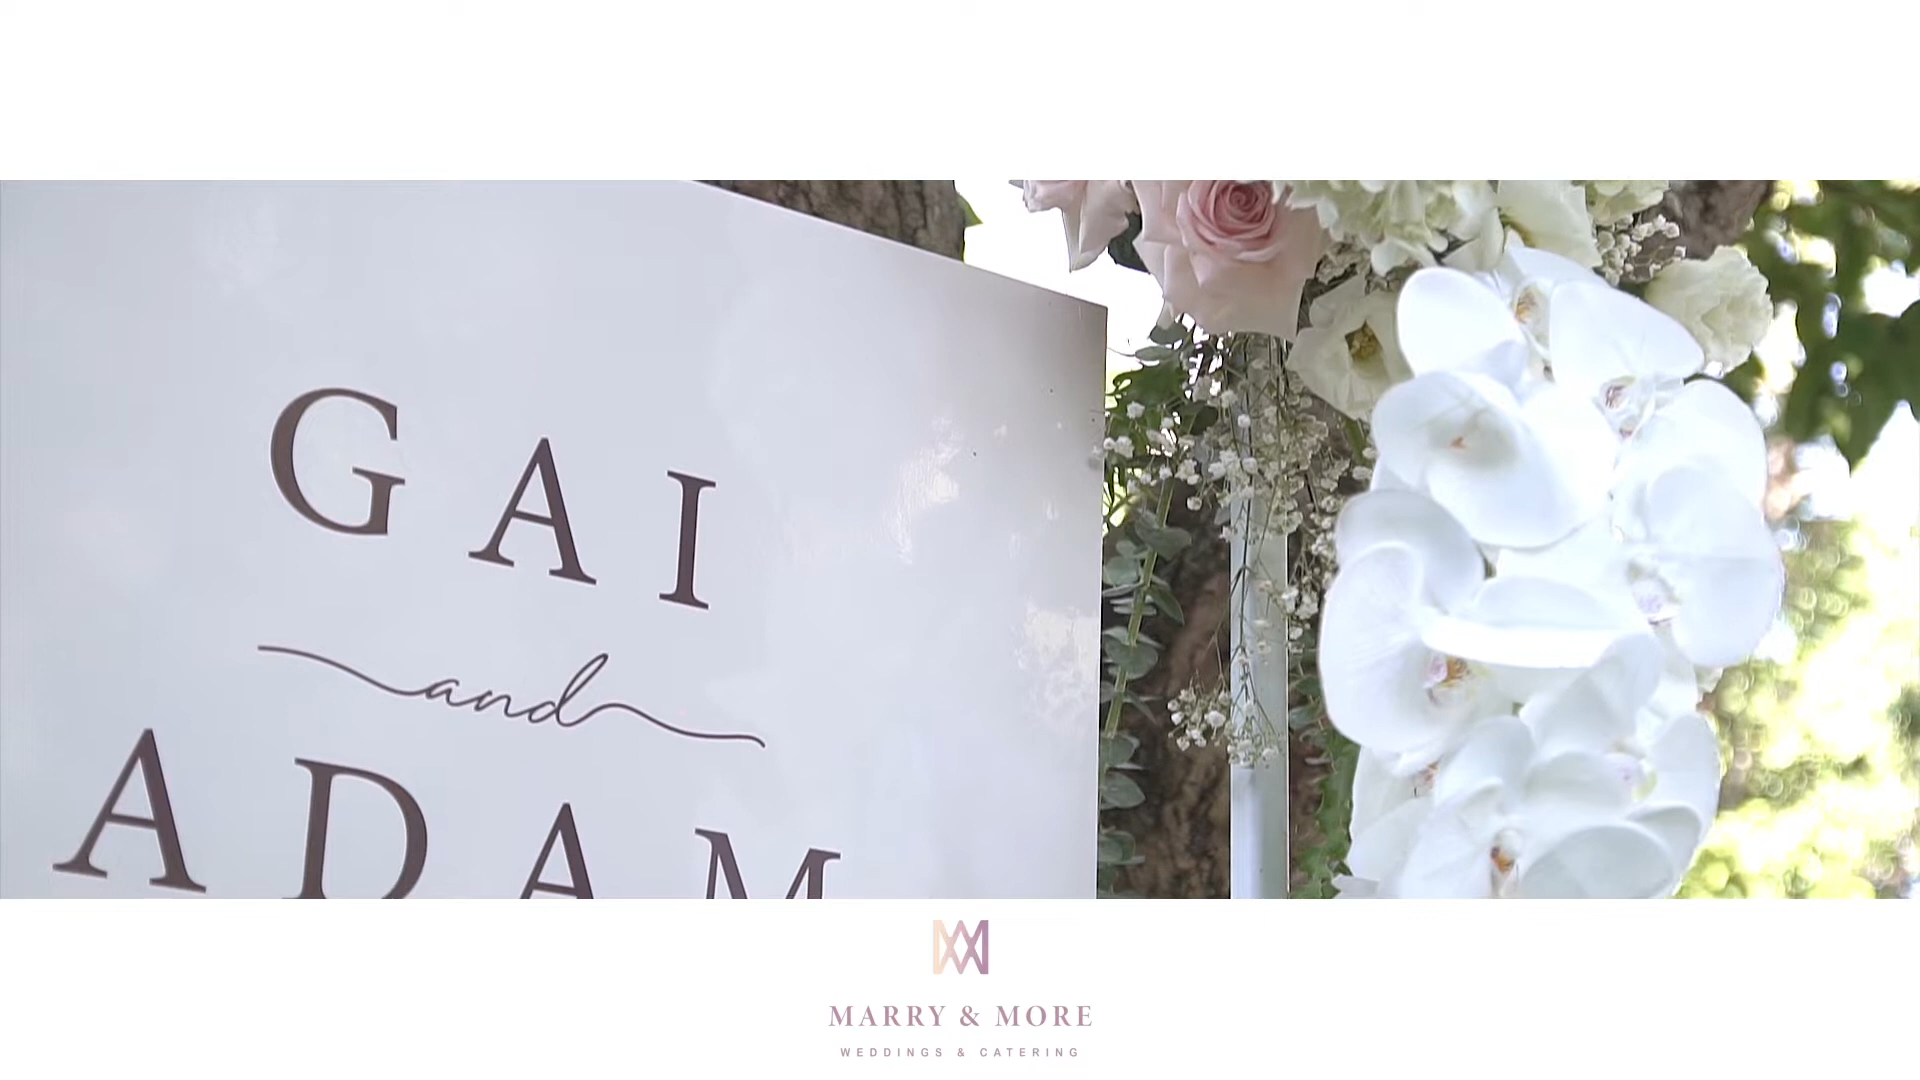 GAI
and
ADAM
MARRY & MORE
WEDDINGS & CATERING